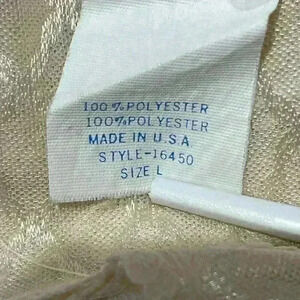 100% POLYESTER
100% POLYESTER
MADE IN U.S.A
STYLE-16450
SIZE L